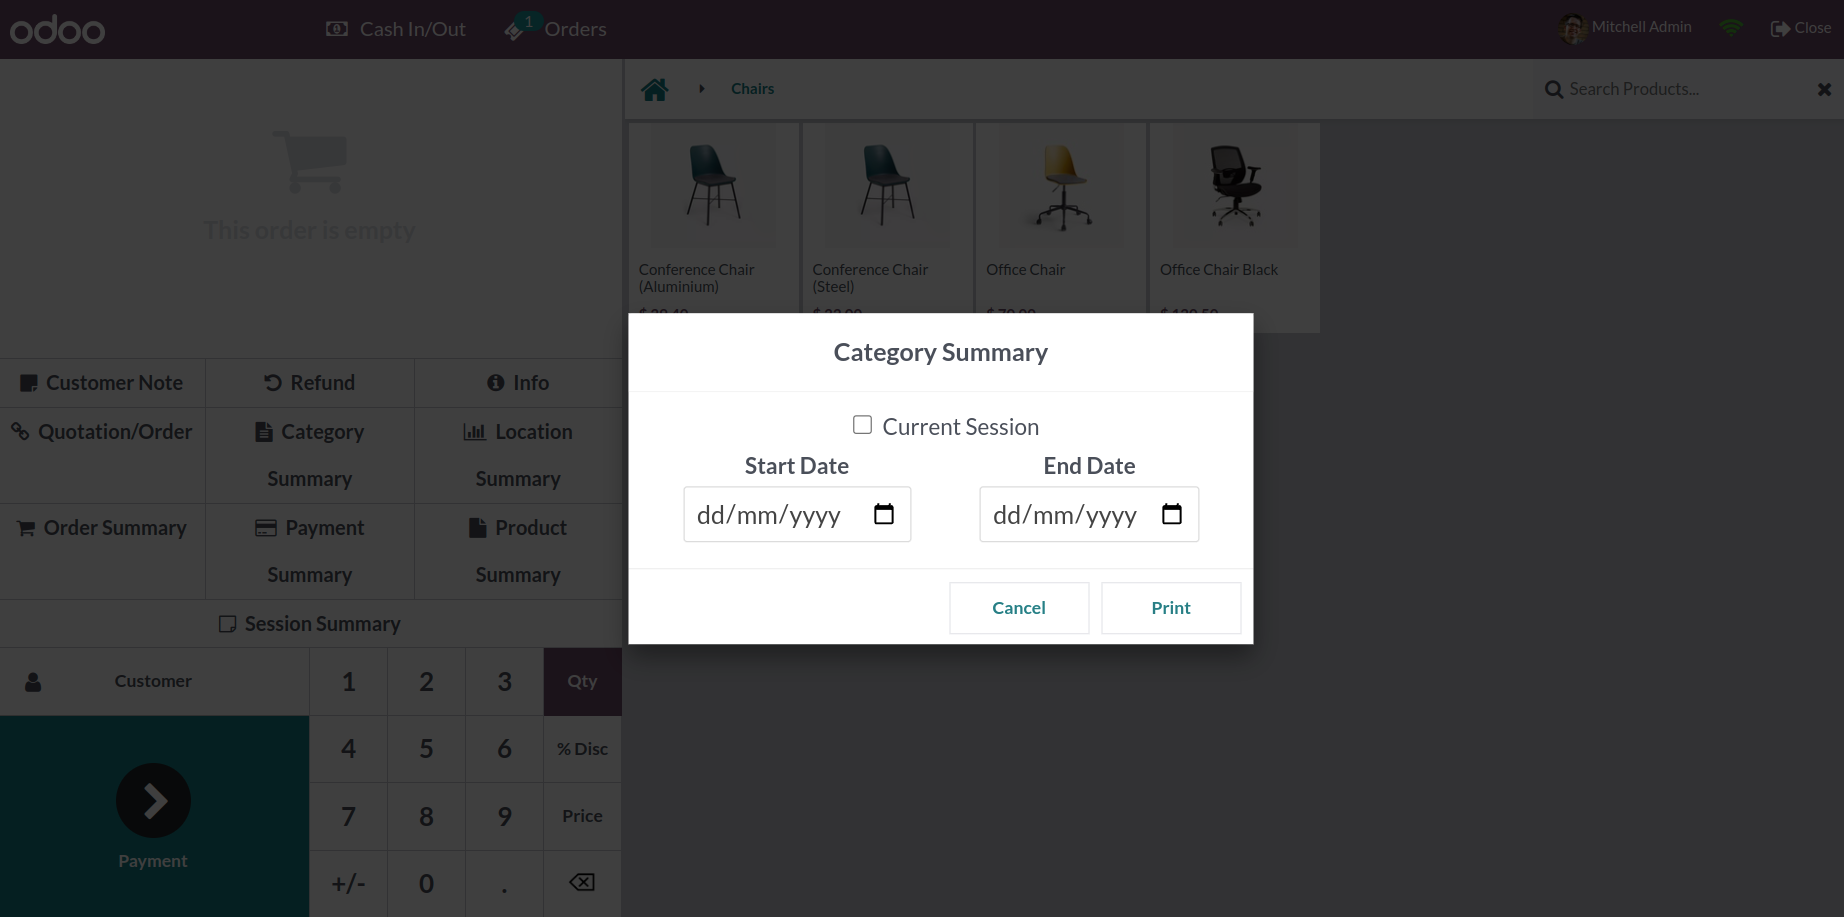 odoo
Cash In/Out
1
Orders
Mitchell Admin
Close
Chairs
Search Products...
This order is empty
Conference Chair
(Aluminium)
Conference Chair
(Steel)
Office Chair
Office Chair Black
Customer Note
Refund
Info
Quotation/Order
Category
Summary
Location
Summary
Order Summary
Payment
Summary
Product
Summary
Session Summary
Customer
1 2 3 Qty
4 5 6 % Disc
7 8 9 Price
+/- 0 .
Payment
Category Summary
Current Session
Start Date
End Date
dd/mm/yyyy
dd/mm/yyyy
Cancel
Print